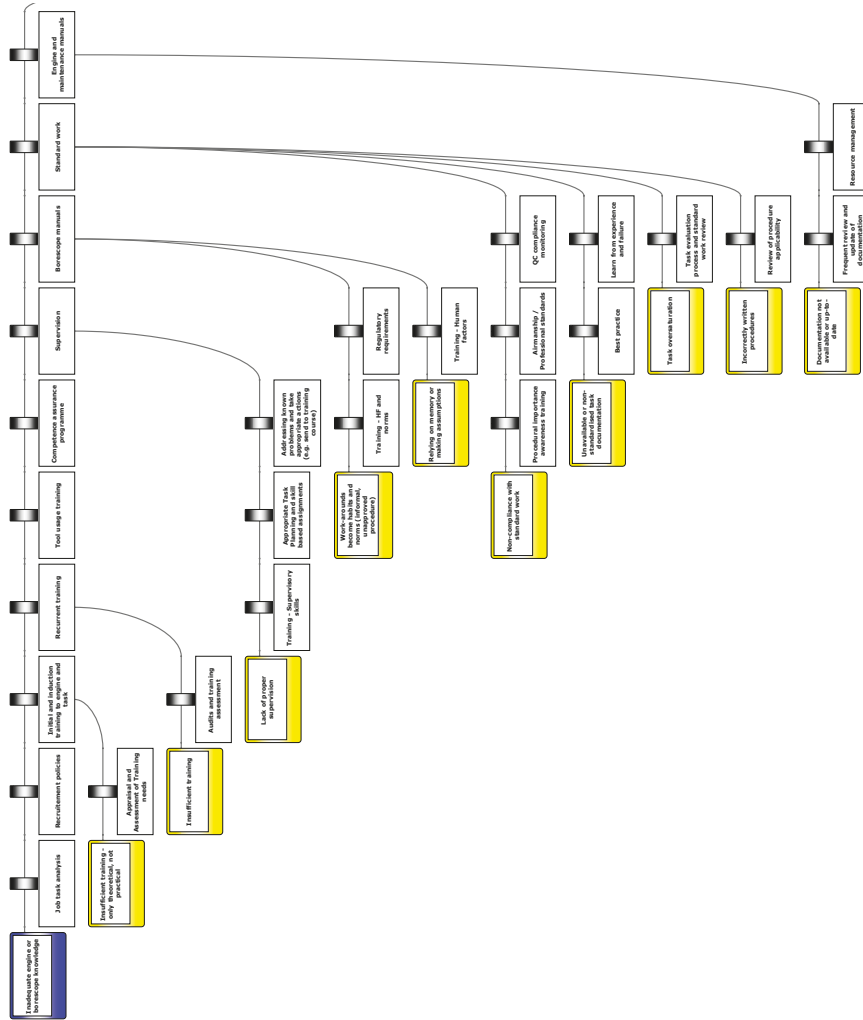 Inadequate engine or
borescope knowledge
Job task analysis
Recruitement policies
Initial and induction
training to engine and
task
Recurrent training
Tool usage training
Competence assurance
programme
Supervision
Borescope manuals
Standard work
Engine and
maintenance manuals
Insufficient training -
only theoretical, not
practical
Appraisal and
Assessment of Training
needs
Insufficient training
Audits and training
assessment
Lack of proper
supervision
Training - Supervisory
skills
Appropriate Task
Planning and skill
based assignments
Addressing known
problems and take
appropriate actions
(e.g. send to training
course)
Work-arounds
become habits and
norms (informal,
unapproved
procedure)
Training - HF and
norms
Regulatory
requirements
Relying on memory or
making assumptions
Training - Human
factors
Non-compliance with
standard work
Procedural importance
awareness training
Airmanship /
Professional standards
QC compliance
monitoring
Unavailable or non-
standardised task
documentation
Best practice
Learn from experience
and failure
Task oversaturation
Task evaluation
process and standard
work review
Incorrectly written
procedures
Review of procedure
applicability
Documentation not
available or up-to-
date
Frequent review and
update of
documentation
Resource management